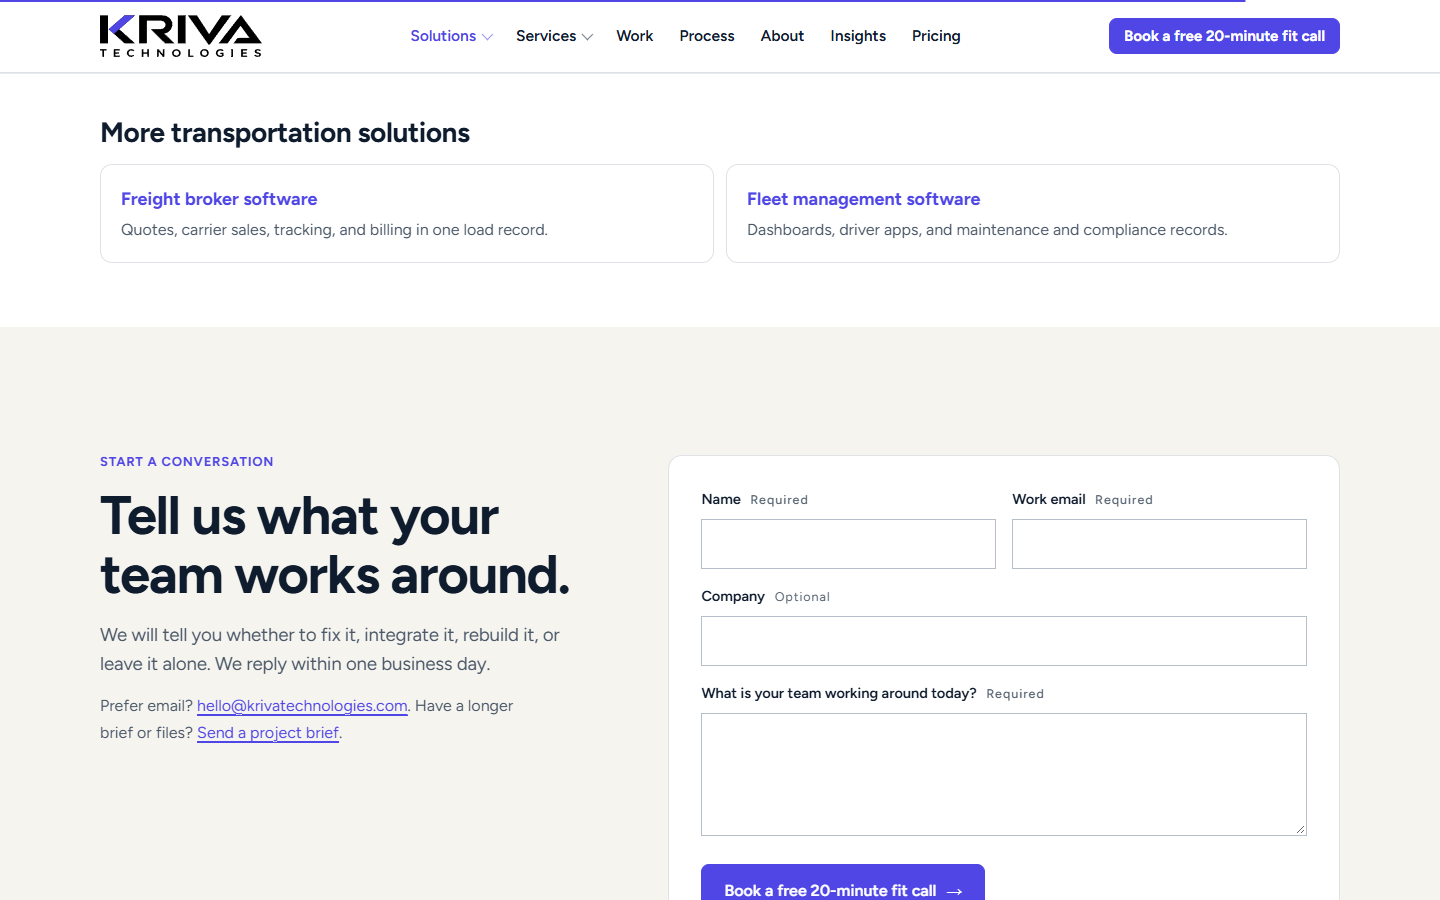 KRIVA
TECHNOLOGIES
Solutions
Services
Work
Process
About
Insights
Pricing
Book a free 20-minute fit call
More transportation solutions
Freight broker software
Quotes, carrier sales, tracking, and billing in one load record.
Fleet management software
Dashboards, driver apps, and maintenance and compliance records.
START A CONVERSATION
Tell us what your
team works around.
We will tell you whether to fix it, integrate it, rebuild it, or
leave it alone. We reply within one business day.
Prefer email? hello@krivatechnologies.com. Have a longer
brief or files? Send a project brief.
Name Required
Work email Required
Company Optional
What is your team working around today? Required
Book a free 20-minute fit call →